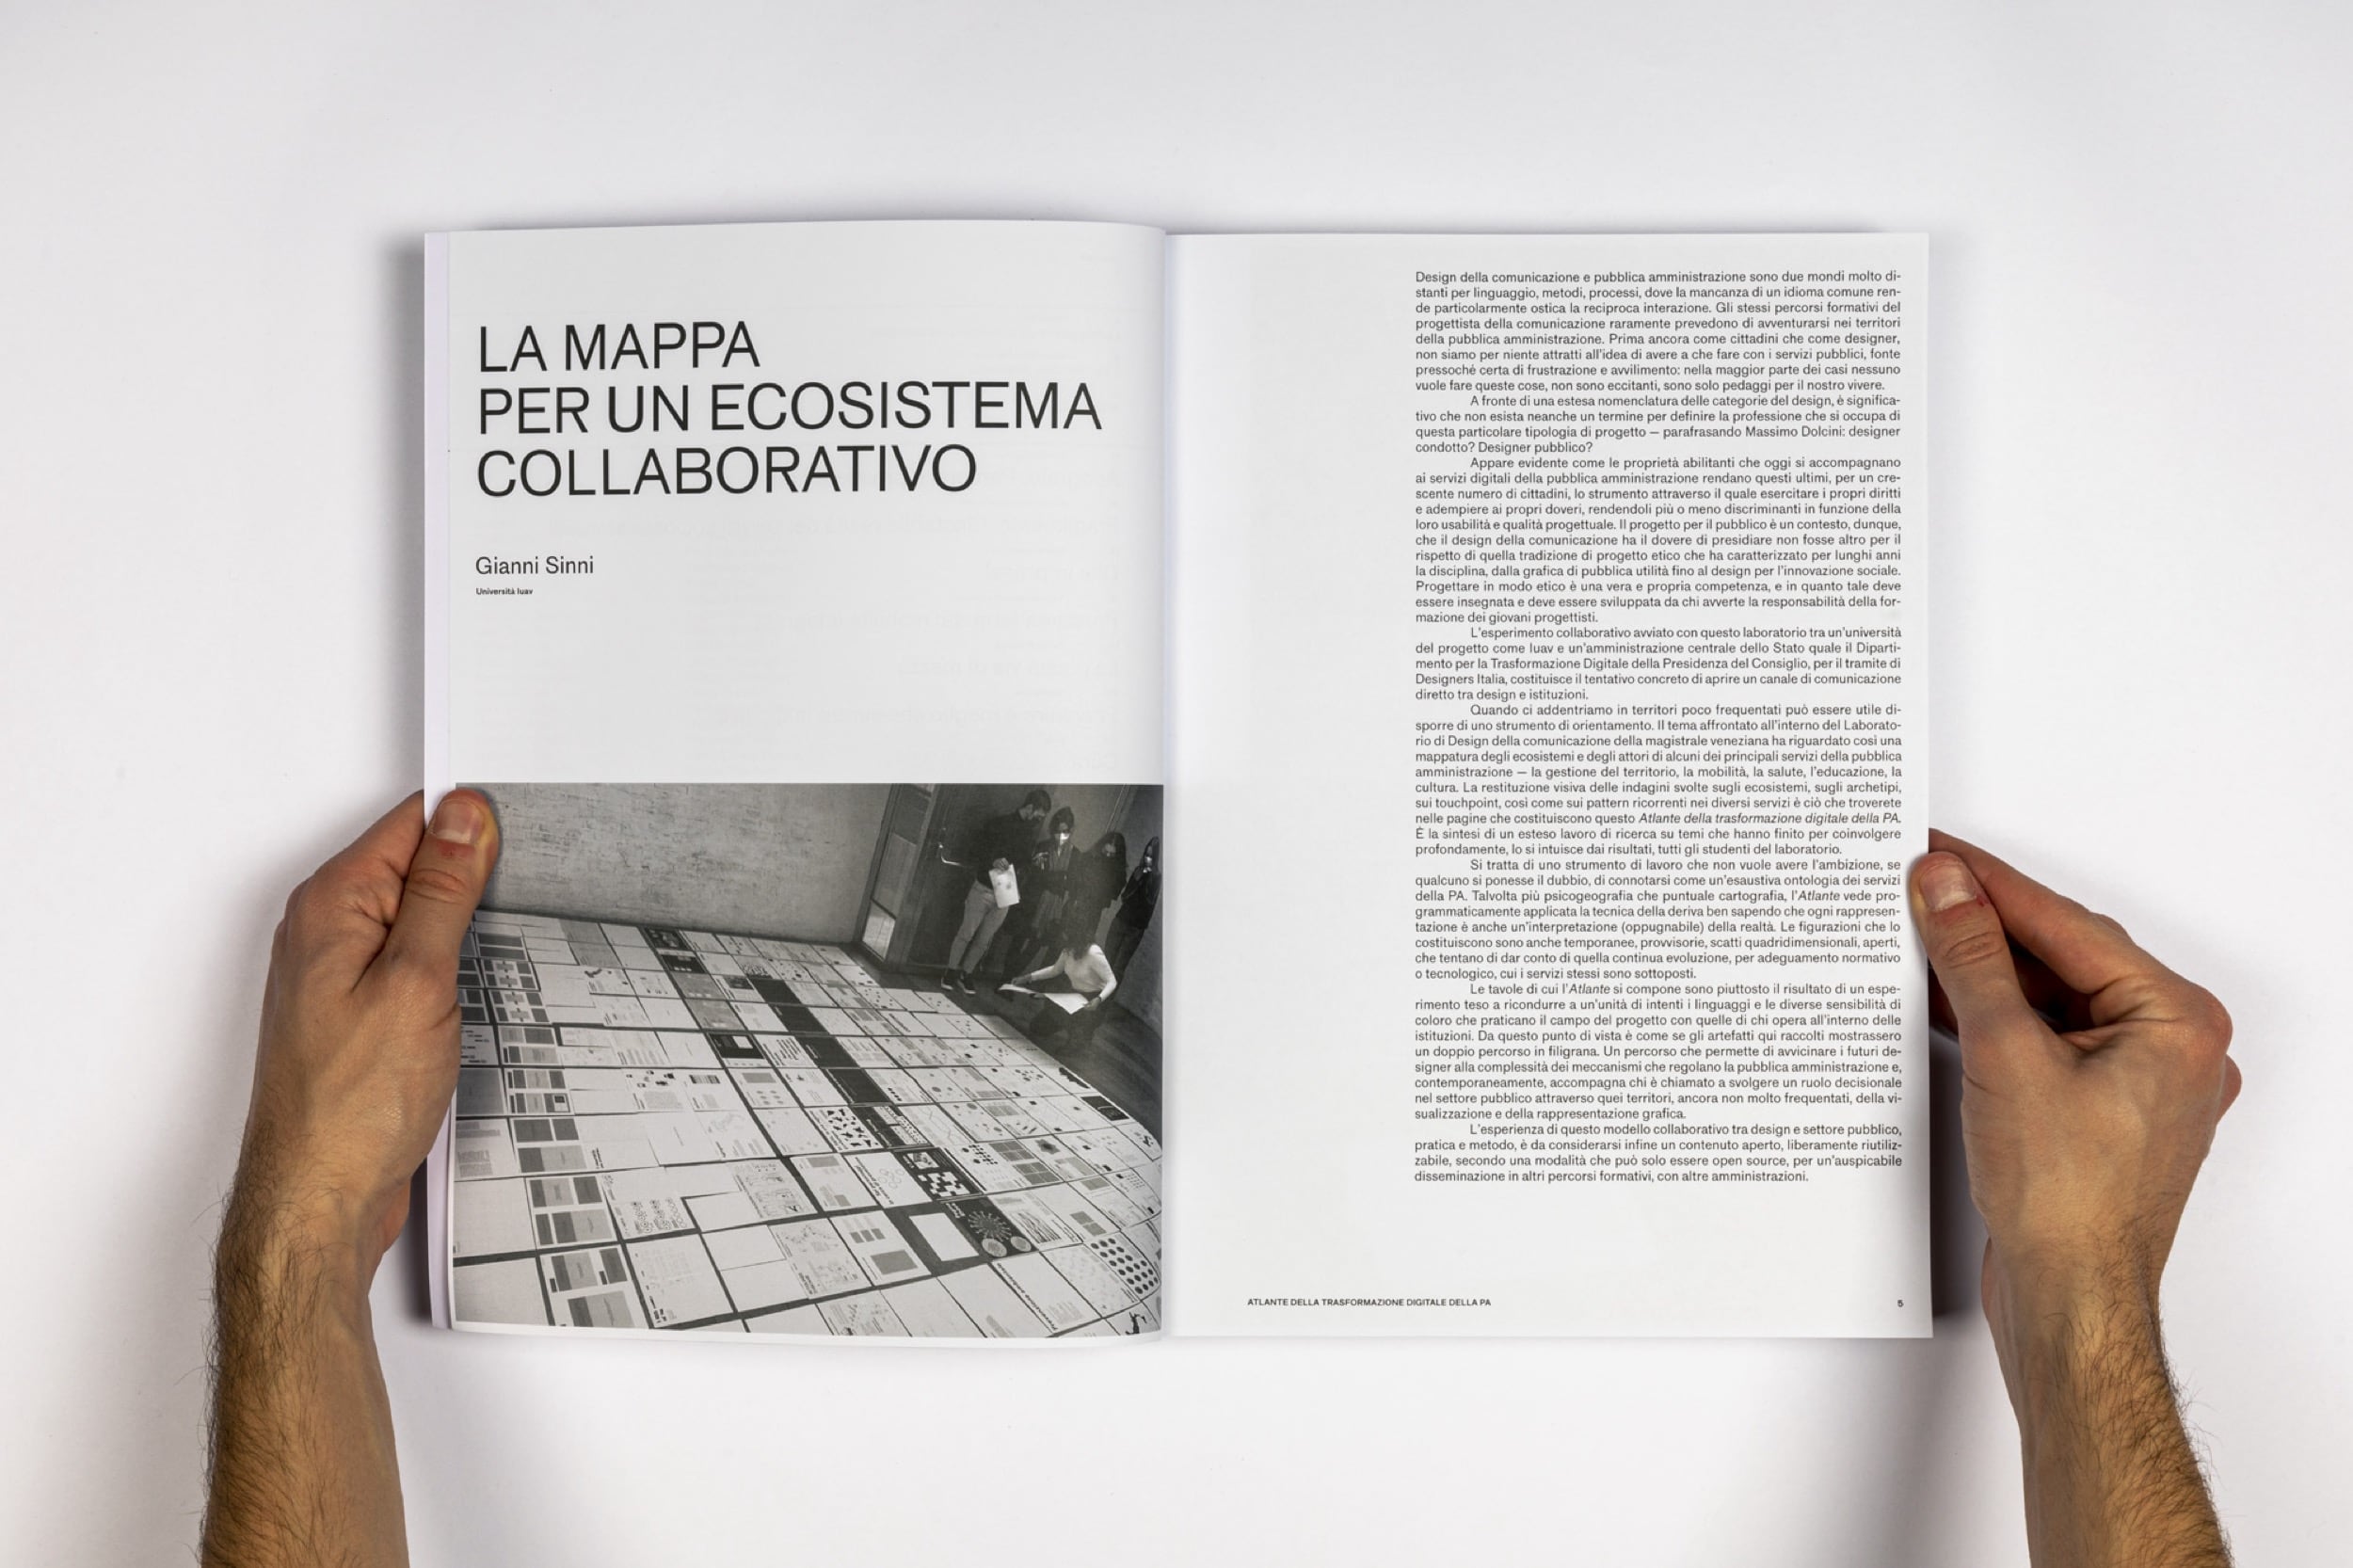 LA MAPPA
PER UN ECOSISTEMA
COLLABORATIVO
Gianni Sinni
Università Iuav
Design della comunicazione e pubblica amministrazione sono due mondi molto di-
stanti per linguaggio, metodi, processi, dove la mancanza di un idioma comune ren-
de particolarmente ostica la reciproca interazione. Gli stessi percorsi formativi del
progettista della comunicazione raramente prevedono di avventurarsi nei territori
della pubblica amministrazione. Prima ancora come cittadini che come designer,
non siamo per niente attratti all'idea di avere a che fare con i servizi pubblici, fonte
pressoché certa di frustrazione e avvilimento: nella maggior parte dei casi nessuno
vuole fare queste cose, non sono eccitanti, sono solo pedaggi per il nostro vivere.
A fronte di una estesa nomenclatura delle categorie del design, è significa-
tivo che non esista neanche un termine per definire la professione che si occupa di
questa particolare tipologia di progetto — parafrasando Massimo Dolcini: designer
condotto? Designer pubblico?
Appare evidente come le proprietà abilitanti che oggi si accompagnano
ai servizi digitali della pubblica amministrazione rendano questi ultimi, per un cre-
scente numero di cittadini, lo strumento attraverso il quale esercitare i propri diritti
e adempiere ai propri doveri, rendendoli più o meno discriminanti in funzione della
loro usabilità e qualità progettuale. Il progetto per il pubblico è un contesto, dunque,
che il design della comunicazione ha il dovere di presidiare non fosse altro per il
rispetto di quella tradizione di progetto etico che ha caratterizzato per lunghi anni
la disciplina, dalla grafica di pubblica utilità fino al design per l'innovazione sociale.
Progettare in modo etico è una vera e propria competenza, e in quanto tale deve
essere insegnata e deve essere sviluppata da chi avverte la responsabilità della for-
mazione dei giovani progettisti.
L'esperimento collaborativo avviato con questo laboratorio tra un'università
del progetto come Iuav e un'amministrazione centrale dello Stato quale il Diparti-
mento per la Trasformazione Digitale della Presidenza del Consiglio, per il tramite di
Designers Italia, costituisce il tentativo concreto di aprire un canale di comunicazione
diretto tra design e istituzioni.
Quando ci addentriamo in territori poco frequentati può essere utile di-
sporre di uno strumento di orientamento. Il tema affrontato all'interno del Laborato-
rio di Design della comunicazione della magistrale veneziana ha riguardato così una
mappatura degli ecosistemi e degli attori di alcuni dei principali servizi della pubblica
amministrazione — la gestione del territorio, la mobilità, la salute, l'educazione, la
cultura. La restituzione visiva delle indagini svolte sugli ecosistemi, sugli archetipi,
sui touchpoint, così come sui pattern ricorrenti nei diversi servizi è ciò che troverete
nelle pagine che costituiscono questo Atlante della trasformazione digitale della PA.
È la sintesi di un esteso lavoro di ricerca su temi che hanno finito per coinvolgere
profondamente, lo si intuisce dai risultati, tutti gli studenti del laboratorio.
Si tratta di uno strumento di lavoro che non vuole avere l'ambizione, se
qualcuno si ponesse il dubbio, di connotarsi come un'esaustiva ontologia dei servizi
della PA. Talvolta più psicogeografia che puntuale cartografia, l'Atlante vede pro-
grammaticamente applicata la tecnica della deriva ben sapendo che ogni rappresen-
tazione è anche un'interpretazione (oppugnabile) della realtà. Le figurazioni che lo
costituiscono sono anche temporanee, provvisorie, scatti quadridimensionali, aperti,
che tentano di dar conto di quella continua evoluzione, per adeguamento normativo
o tecnologico, cui i servizi stessi sono sottoposti.
Le tavole di cui l'Atlante si compone sono piuttosto il risultato di un espe-
rimento teso a ricondurre a un'unità di intenti i linguaggi e le diverse sensibilità di
coloro che praticano il campo del progetto con quelle di chi opera all'interno delle
istituzioni. Da questo punto di vista è come se gli artefatti qui raccolti mostrassero
un doppio percorso in filigrana. Un percorso che permette di avvicinare i futuri de-
signer alla complessità dei meccanismi che regolano la pubblica amministrazione e,
contemporaneamente, accompagna chi è chiamato a svolgere un ruolo decisionale
nel settore pubblico attraverso quei territori, ancora non molto frequentati, della vi-
sualizzazione e della rappresentazione grafica.
L'esperienza di questo modello collaborativo tra design e settore pubblico,
pratica e metodo, è da considerarsi infine un contenuto aperto, liberamente riutiliz-
zabile, secondo una modalità che può solo essere open source, per un'auspicabile
disseminazione in altri percorsi formativi, con altre amministrazioni.
ATLANTE DELLA TRASFORMAZIONE DIGITALE DELLA PA
5